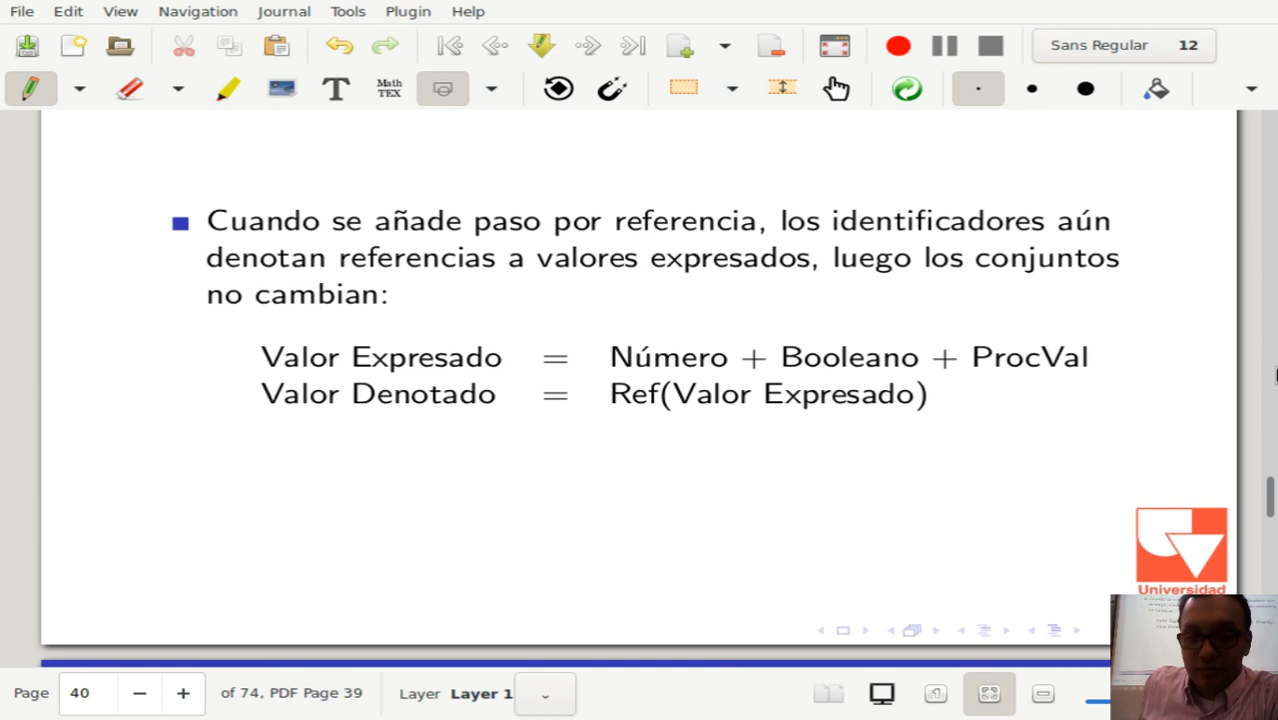 File Edit View Navigation Journal Tools Plugin Help
Sans Regular 12
T Math TEX
Cuando se añade paso por referencia, los identificadores aún
denotan referencias a valores expresados, luego los conjuntos
no cambian:
Valor Expresado = Número + Booleano + ProcVal
Valor Denotado = Ref(Valor Expresado)
Universidad
Page 40 − + of 74, PDF Page 39 Layer Layer 1